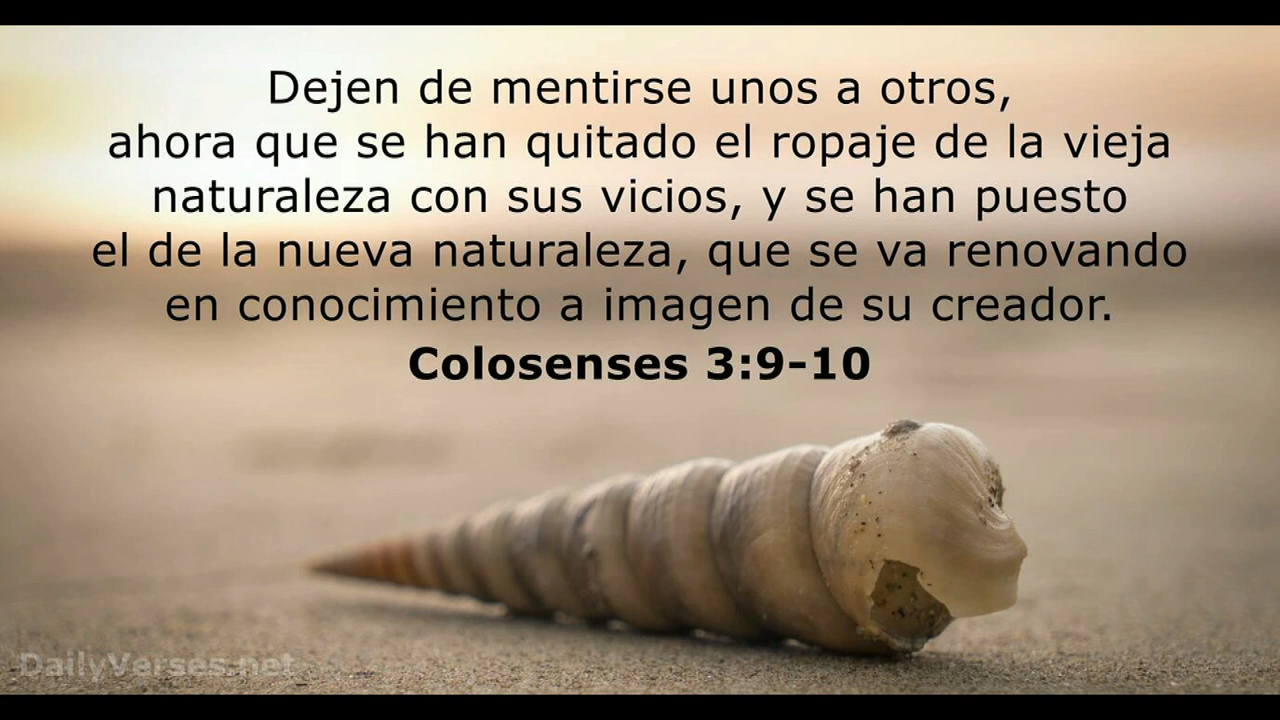 Dejen de mentirse unos a otros,
ahora que se han quitado el ropaje de la vieja
naturaleza con sus vicios, y se han puesto
el de la nueva naturaleza, que se va renovando
en conocimiento a imagen de su creador.
Colosenses 3:9-10
DailyVerses.net